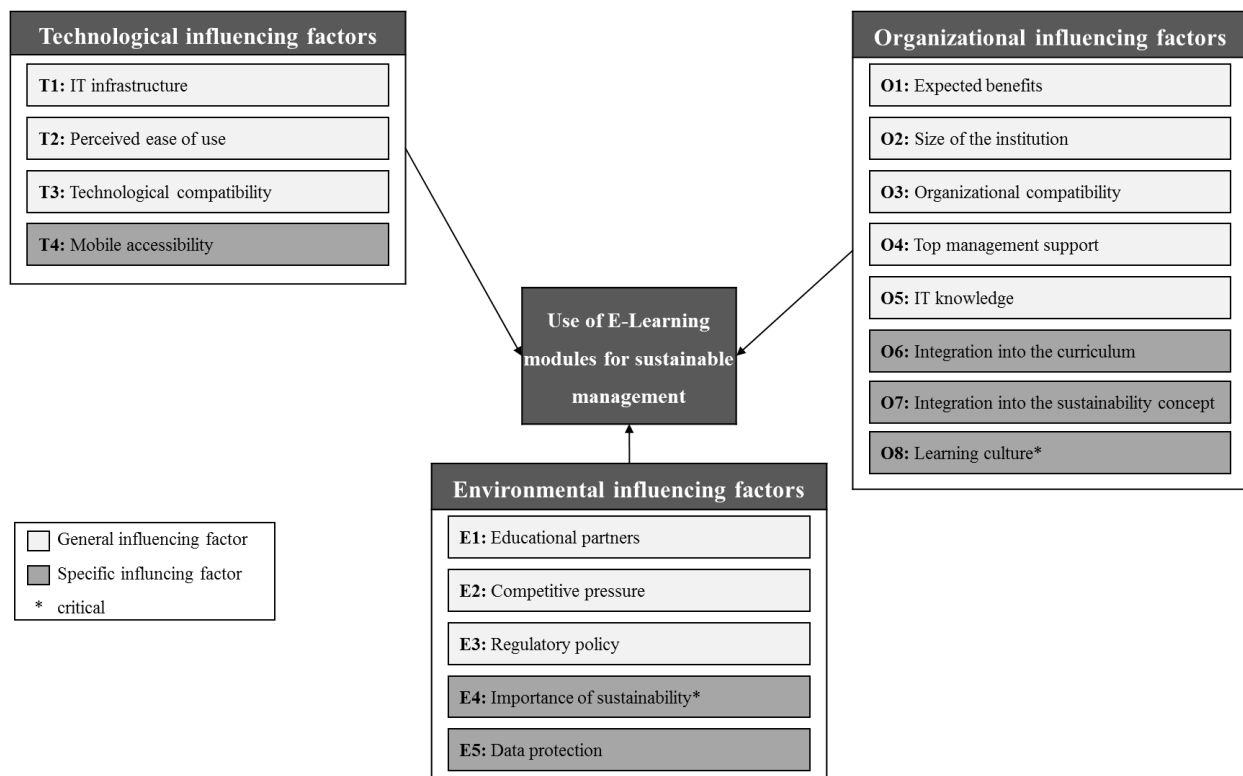 Technological influencing factors
T1: IT infrastructure
T2: Perceived ease of use
T3: Technological compatibility
T4: Mobile accessibility
Organizational influencing factors
O1: Expected benefits
O2: Size of the institution
O3: Organizational compatibility
O4: Top management support
O5: IT knowledge
O6: Integration into the curriculum
O7: Integration into the sustainability concept
O8: Learning culture*
Use of E-Learning
modules for sustainable
management
Environmental influencing factors
E1: Educational partners
E2: Competitive pressure
E3: Regulatory policy
E4: Importance of sustainability*
E5: Data protection
General influencing factor
Specific influncing factor
* critical